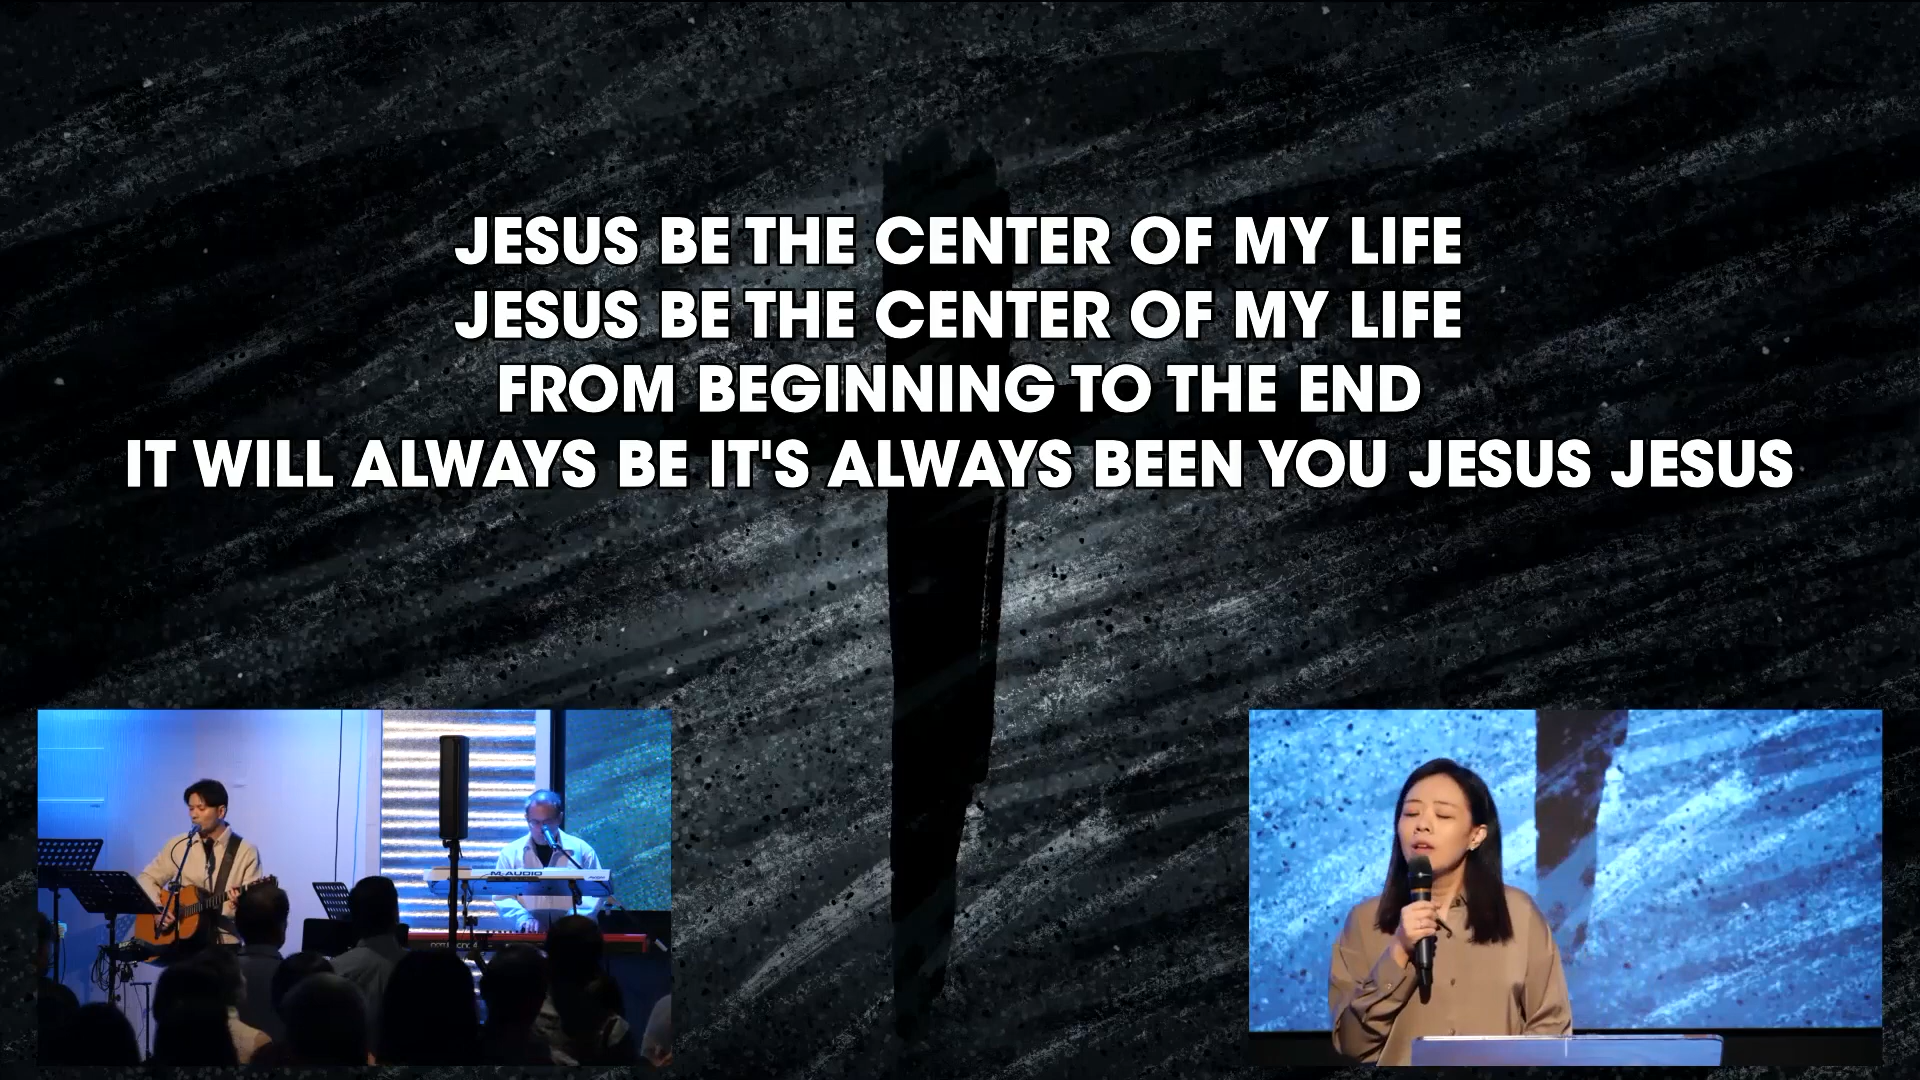 JESUS BE THE CENTER OF MY LIFE
JESUS BE THE CENTER OF MY LIFE
FROM BEGINNING TO THE END
IT WILL ALWAYS BE IT'S ALWAYS BEEN YOU JESUS JESUS
M-AUDIO